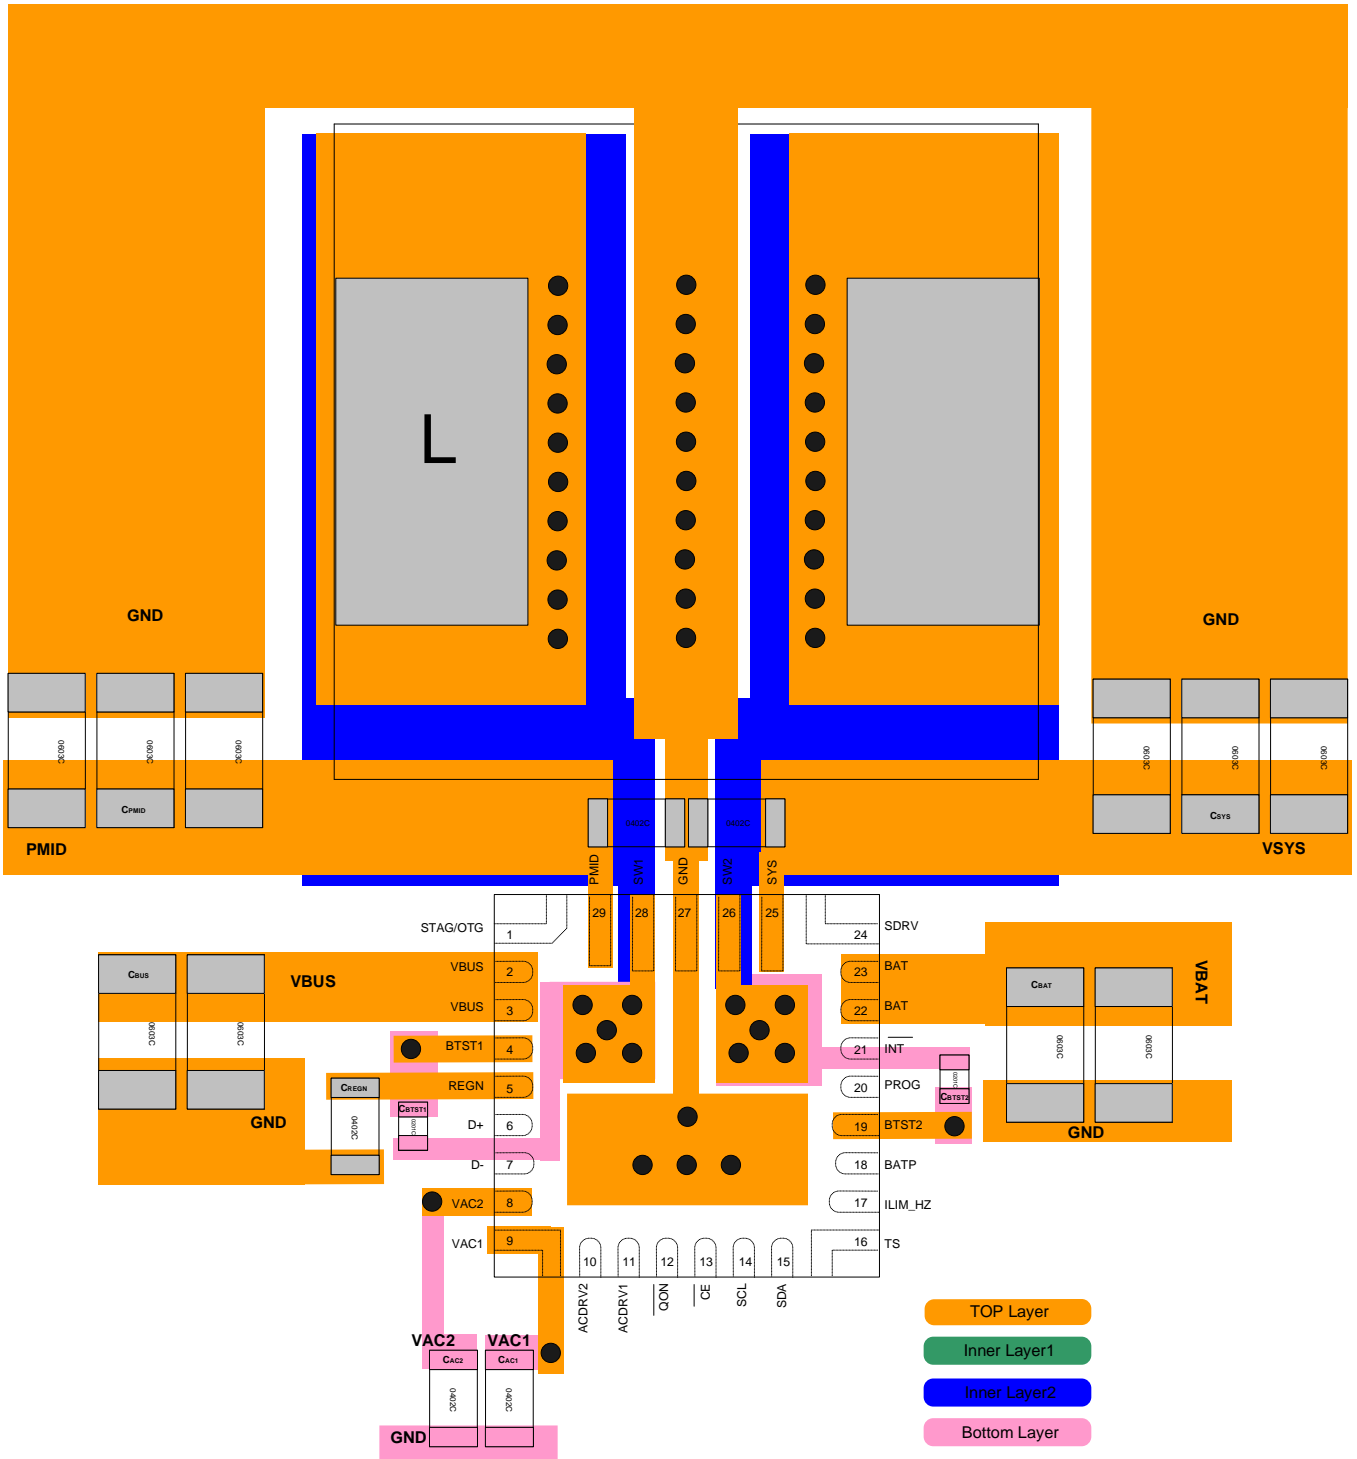 L
GND
GND
0603C
0603C
0603C
0603C
0603C
0603C
CPMID
CSYS
PMID
VSYS
0402C
0402C
PMID
SW1
GND
SW2
SYS
29
28
27
26
25
STAG/OTG
1
24
SDRV
CBUS
VBUS
VBUS
2
23
BAT
CBAT
VBAT
VBUS
3
22
BAT
0603C
0603C
0603C
0603C
BTST1
4
21
INT
CREGN
REGN
5
20
PROG
0201C
CBTST2
CBTST1
GND
0402C
0201C
D+
6
19
BTST2
GND
D-
7
18
BATP
VAC2
8
17
ILIM_HZ
VAC1
9
16
TS
10
11
12
13
14
15
ACDRV2
ACDRV1
QON
CE
SCL
SDA
TOP Layer
Inner Layer1
Inner Layer2
Bottom Layer
VAC2
VAC1
CAC2
CAC1
0402C
0402C
GND